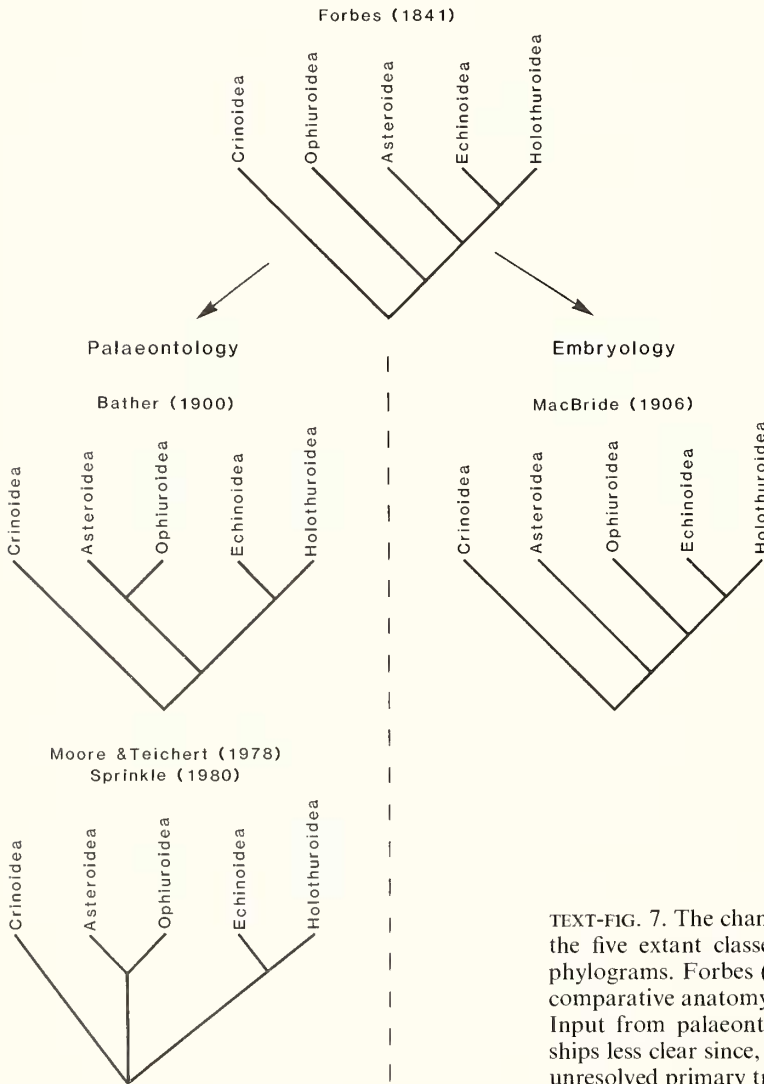 Forbes (1841)
Crinoidea
Ophiuroidea
Asteroidea
Echinoidea
Holothuroidea
Palaeontology
Embryology
Bather (1900)
MacBride (1906)
Crinoidea
Asteroidea
Ophiuroidea
Echinoidea
Holothuroidea
Crinoidea
Asteroidea
Ophiuroidea
Echinoidea
Holothuroidea
Moore & Teichert (1978)
Sprinkle (1980)
Crinoidea
Asteroidea
Ophiuroidea
Echinoidea
Holothuroidea
TEXT-FIG. 7. The chan
the five extant classe
phylograms. Forbes (
comparative anatomy
Input from palaeont
ships less clear since,
unresolved primary tr